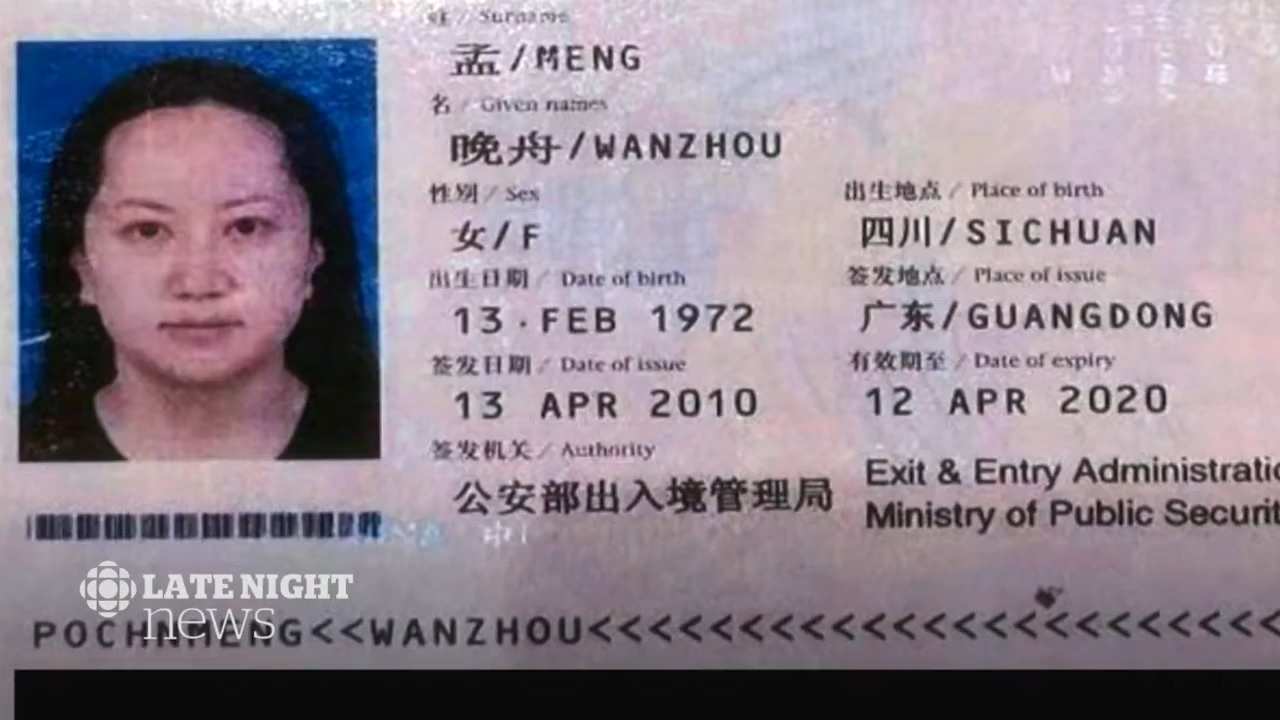 姓 / Surname
孟/MENG
名 / Given names
晚舟/WANZHOU
性别 / Sex
女/F
出生地点 / Place of birth
四川/SICHUAN
出生日期 / Date of birth
13·FEB 1972
签发地点 / Place of issue
广东/GUANGDONG
签发日期 / Date of issue
13 APR 2010
有效期至 / Date of expiry
12 APR 2020
签发机关 / Authority
公安部出入境管理局
Exit & Entry Administratio
Ministry of Public Securit
LATE NIGHT
news
POCHNMENG<<WANZHOU<<<<<<<<<<<<<<<<<<<<<<